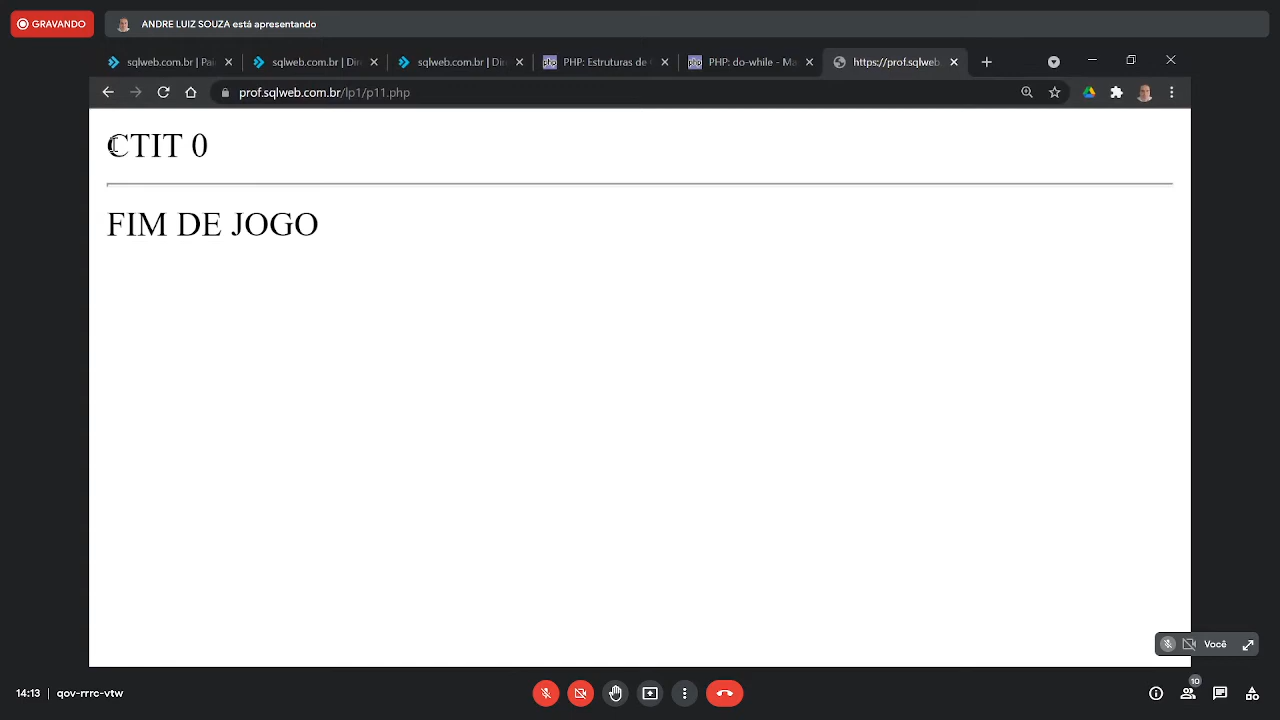 GRAVANDO
ANDRE LUIZ SOUZA está apresentando
sqlweb.com.br | Pai
sqlweb.com.br | Dir
sqlweb.com.br | Dir
PHP: Estruturas de
PHP: do-while - Ma
https://prof.sqlweb
prof.sqlweb.com.br/lp1/p11.php
CTIT 0
FIM DE JOGO
Você
14:13 | qov-rrrc-vtw
10